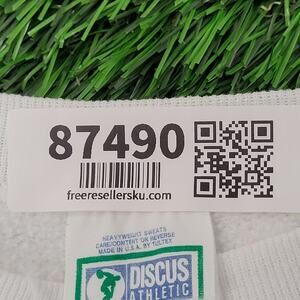 87490
freeresellersku.com
HEAVYWEIGHT SWEATS
CARE/CONTENT ON REVERSE
MADE IN U.S.A. BY TULTEX
DISCUS
ATHLETIC